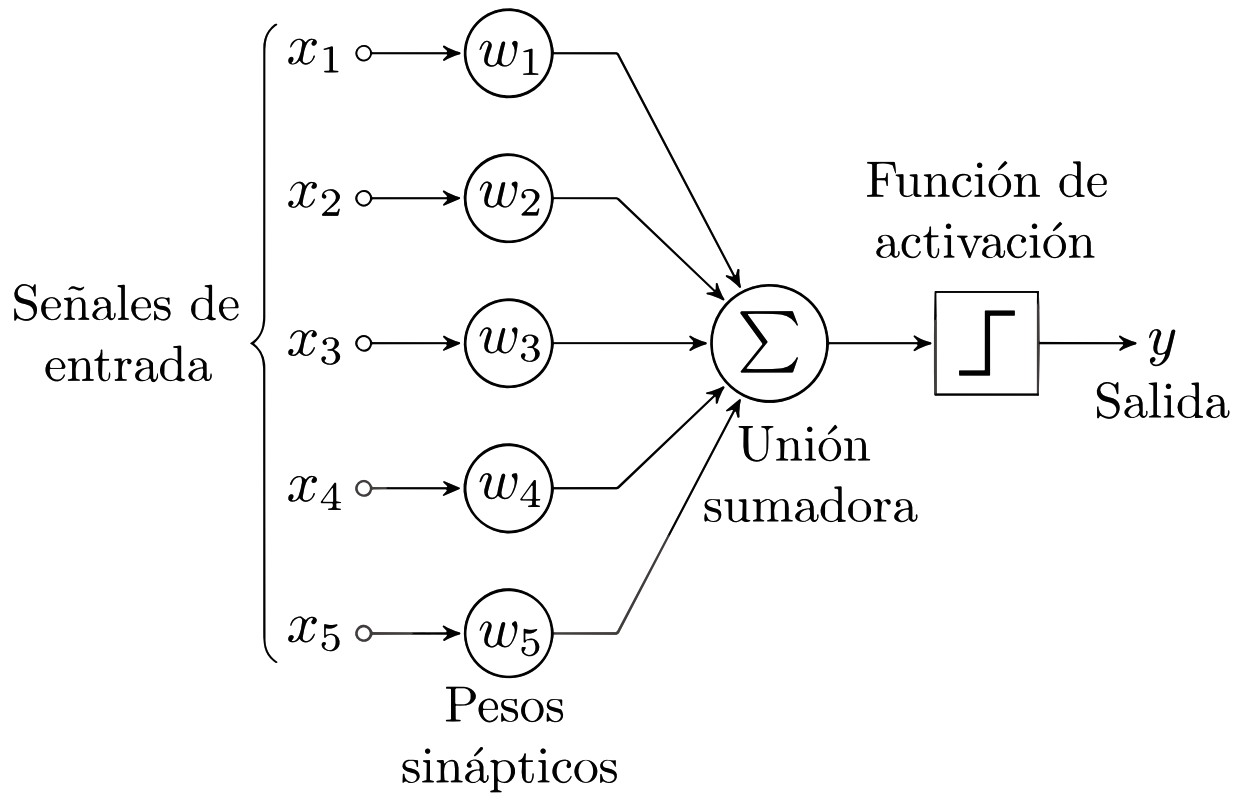 x₁ w₁
x₂ w₂
Función de
activación
Señales de
entrada
x₃ w₃ Σ y
Salida
Unión
sumadora
x₄ w₄
x₅ w₅
Pesos
sinápticos